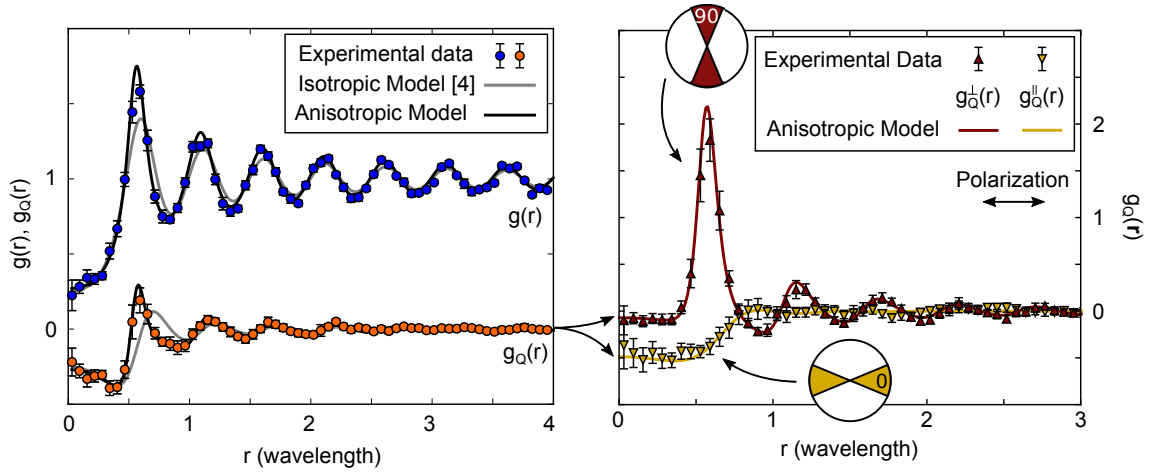 Experimental data
Isotropic Model [4]
Anisotropic Model
g(r), g_Q(r)
1
0
g(r)
g_Q(r)
0 1 2 3 4
r (wavelength)
90
Experimental Data
g_Q^⊥(r) g_Q^||(r)
Anisotropic Model
Polarization
2
1
0
g_Q(r)
0
0 1 2 3
r (wavelength)